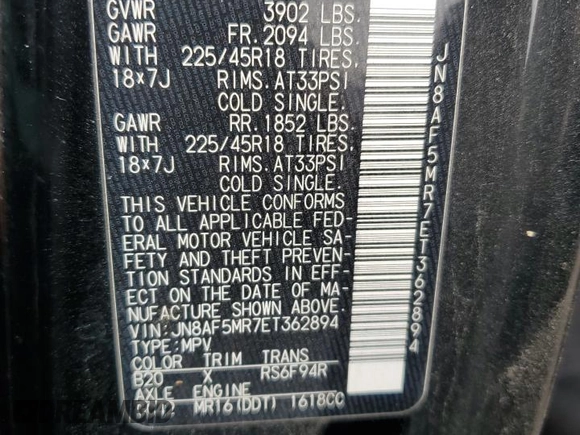 GVWR 3902 LBS.
GAWR FR. 2094 LBS.
WITH 225/45R18 TIRES.
18×7J RIMS. AT33PSI
COLD SINGLE.
GAWR RR. 1852 LBS.
WITH 225/45R18 TIRES.
18×7J RIMS. AT33PSI
COLD SINGLE.
THIS VEHICLE CONFORMS
TO ALL APPLICABLE FED-
ERAL MOTOR VEHICLE SA-
FETY AND THEFT PREVEN-
TION STANDARDS IN EFF-
ECT ON THE DATE OF MA-
NUFACTURE SHOWN ABOVE.
VIN: JN8AF5MR7ET362894
TYPE: MPV
COLOR TRIM TRANS
B20 X RS6F94R
AXLE ENGINE
MR16(DDT) 1618CC
JN8AF5MR7ET362894